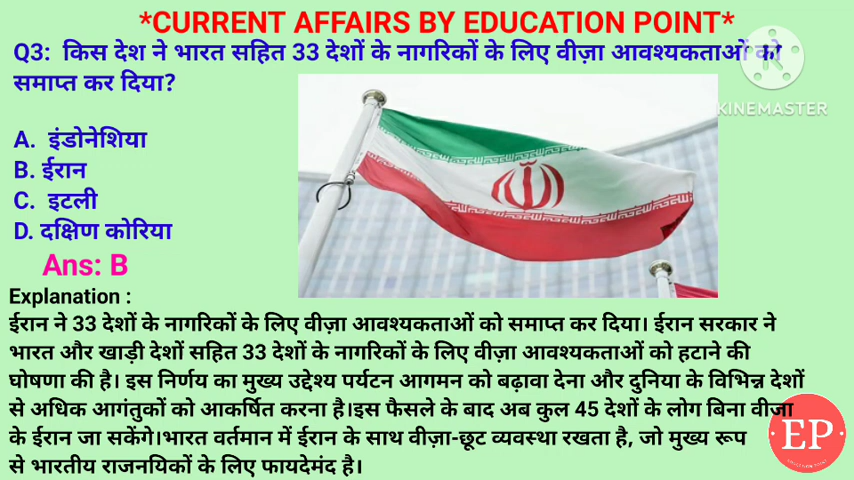 *CURRENT AFFAIRS BY EDUCATION POINT*
Q3: किस देश ने भारत सहित 33 देशों के नागरिकों के लिए वीज़ा आवश्यकताओं को
समाप्त कर दिया?
KINEMASTER
A. इंडोनेशिया
B. ईरान
C. इटली
D. दक्षिण कोरिया
Ans: B
Explanation :
ईरान ने 33 देशों के नागरिकों के लिए वीज़ा आवश्यकताओं को समाप्त कर दिया। ईरान सरकार ने
भारत और खाड़ी देशों सहित 33 देशों के नागरिकों के लिए वीज़ा आवश्यकताओं को हटाने की
घोषणा की है। इस निर्णय का मुख्य उद्देश्य पर्यटन आगमन को बढ़ावा देना और दुनिया के विभिन्न देशों
से अधिक आगंतुकों को आकर्षित करना है।इस फैसले के बाद अब कुल 45 देशों के लोग बिना वीजा
के ईरान जा सकेंगे।भारत वर्तमान में ईरान के साथ वीज़ा-छूट व्यवस्था रखता है, जो मुख्य रूप
से भारतीय राजनयिकों के लिए फायदेमंद है।
EP